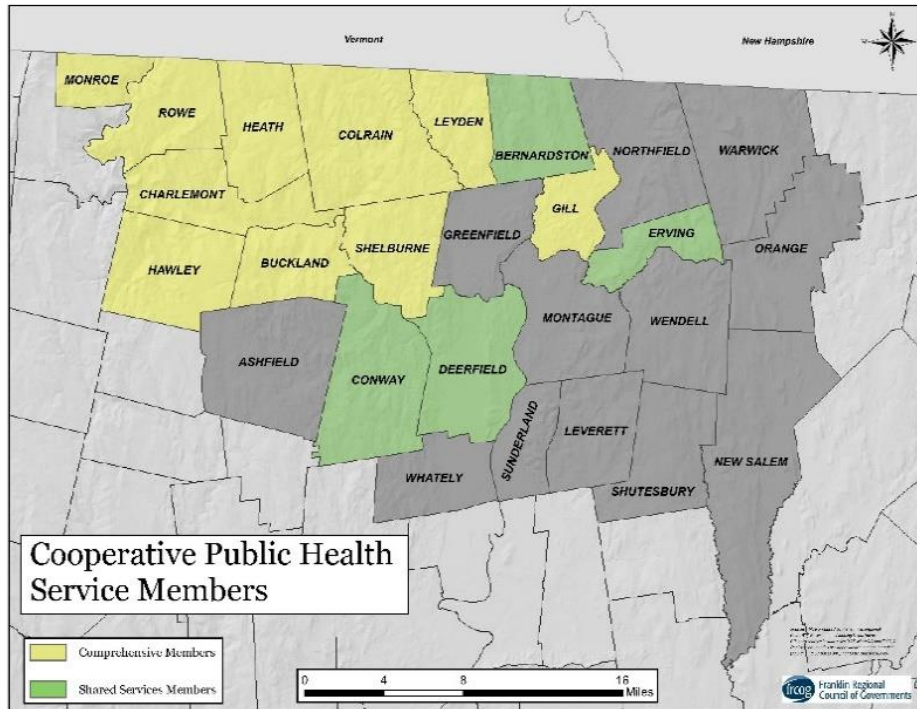 Vermont
New Hampshire
MONROE
ROWE
HEATH
COLRAIN
LEYDEN
BERNARDSTON
NORTHFIELD
WARWICK
CHARLEMONT
GILL
SHELBURNE
GREENFIELD
ERVING
ORANGE
HAWLEY
BUCKLAND
MONTAGUE
WENDELL
ASHFIELD
CONWAY
DEERFIELD
SUNDERLAND
LEVERETT
NEW SALEM
WHATELY
SHUTESBURY
Cooperative Public Health
Service Members
Comprehensive Members
Shared Services Members
0 4 8 16
Miles
frcog Franklin Regional
Council of Governments